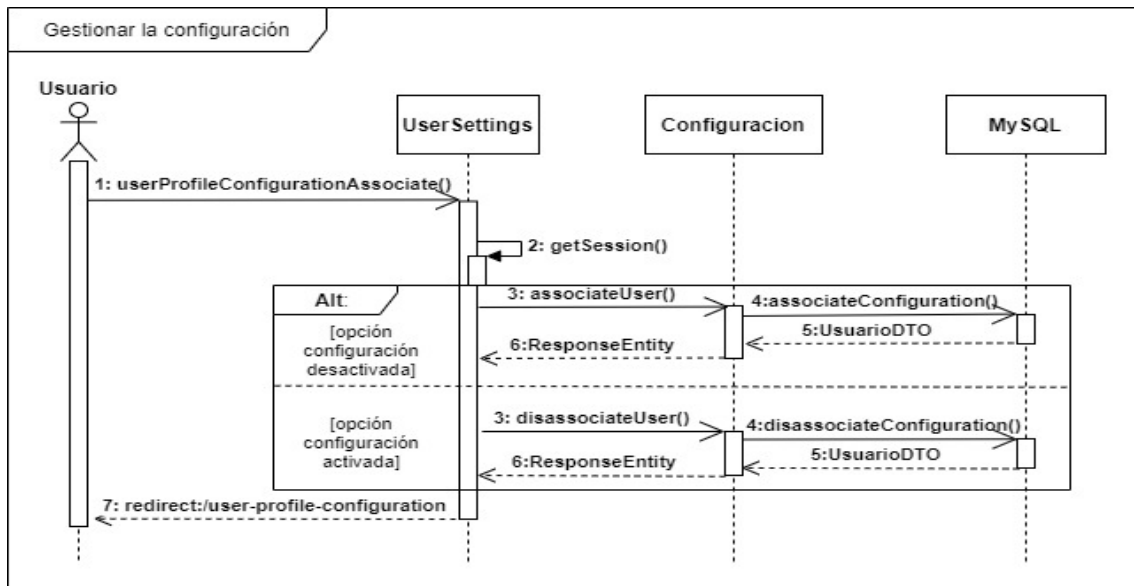 Gestionar la configuración
Usuario
UserSettings
Configuracion
MySQL
1: userProfileConfigurationAssociate()
2: getSession()
Alt:
3: associateUser()
4:associateConfiguration()
[opción
configuración
desactivada]
5:UsuarioDTO
6:ResponseEntity
3: disassociateUser()
4:disassociateConfiguration()
[opción
configuración
activada]
5:UsuarioDTO
6:ResponseEntity
7: redirect:/user-profile-configuration